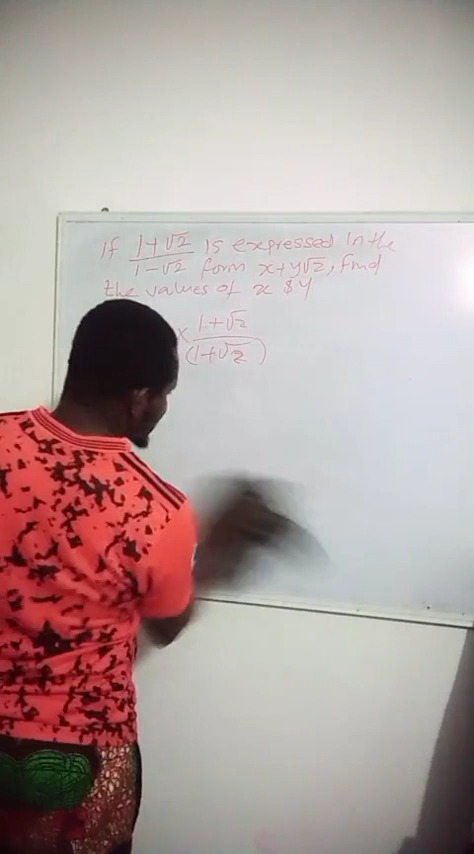 If 1+√2 is expressed in the
1-√2 form x+y√2, find
the values of x & y
x 1+√2
(1+√2)